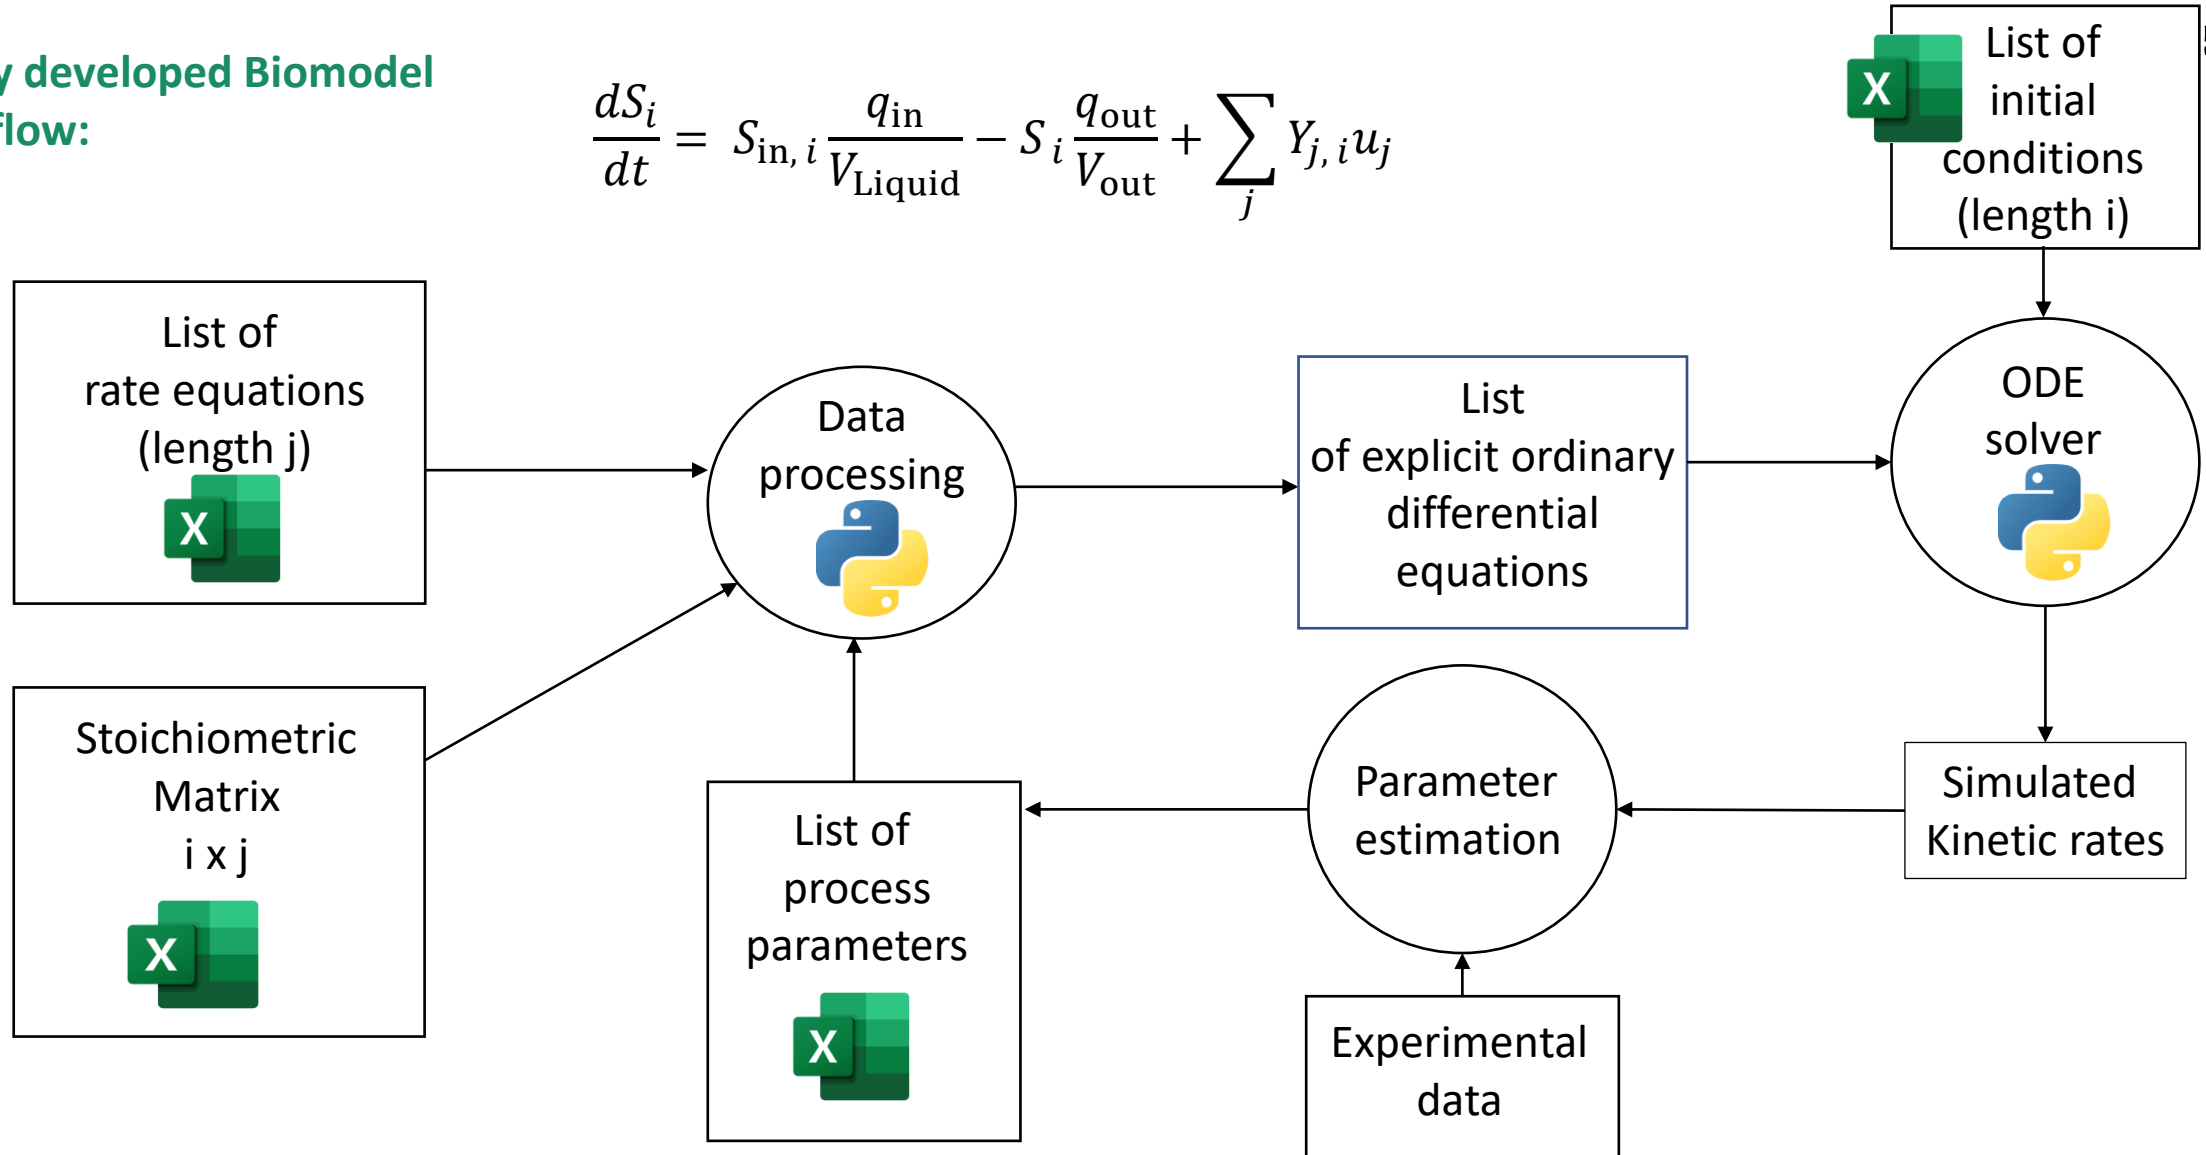 y developed Biomodel
flow:
dS_i/dt = S_in, i q_in/V_Liquid − S_i q_out/V_out + ∑_j Y_j, i u_j
List of
initial
conditions
(length i)
List of
rate equations
(length j)
X
X
Data
processing
List
of explicit ordinary
differential
equations
ODE
solver
Stoichiometric
Matrix
i x j
X
List of
process
parameters
X
Parameter
estimation
Simulated
Kinetic rates
Experimental
data